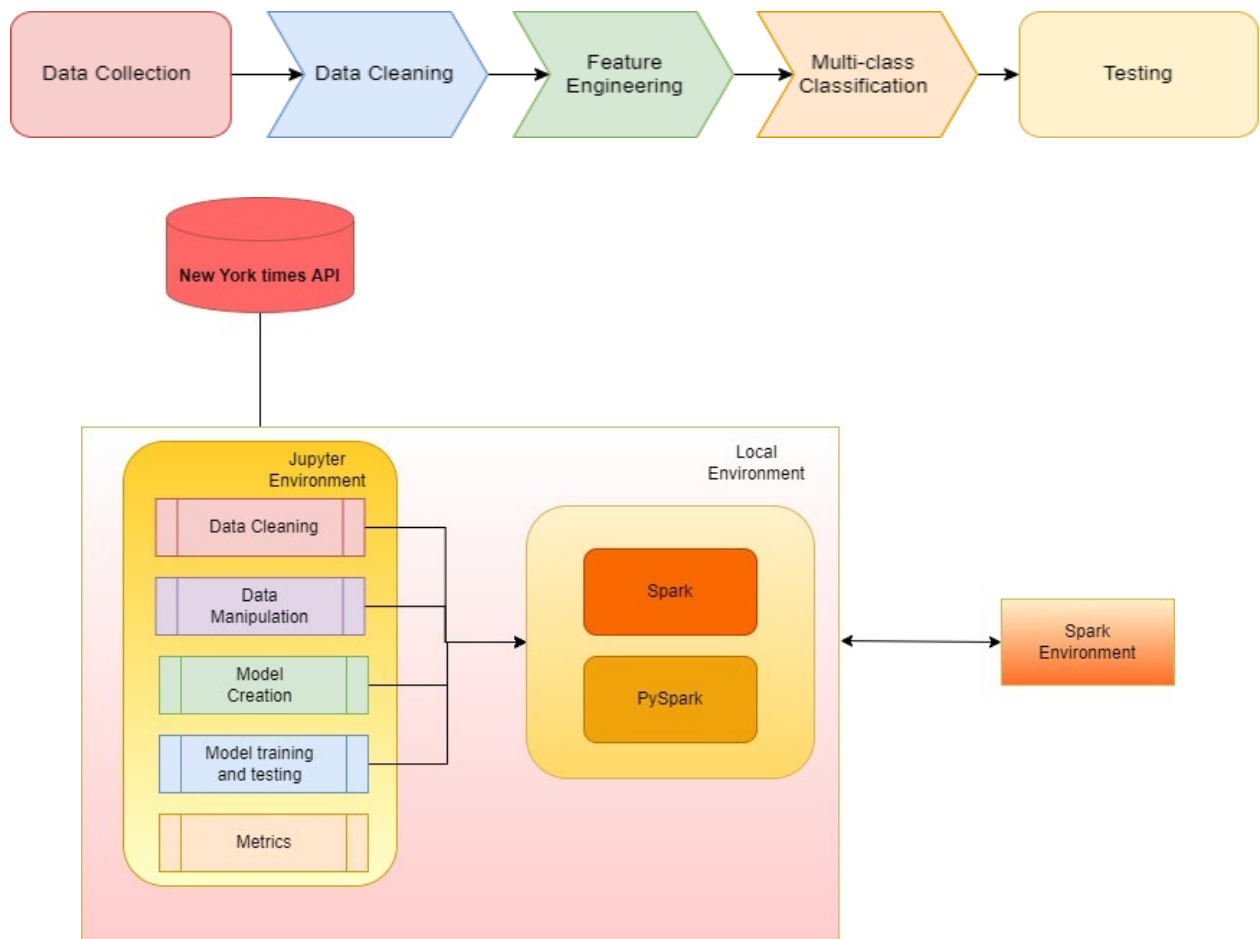 Data Collection
Data Cleaning
Feature
Engineering
Multi-class
Classification
Testing
New York times API
Jupyter
Environment
Local
Environment
Data Cleaning
Data
Manipulation
Model
Creation
Model training
and testing
Metrics
Spark
PySpark
Spark
Environment